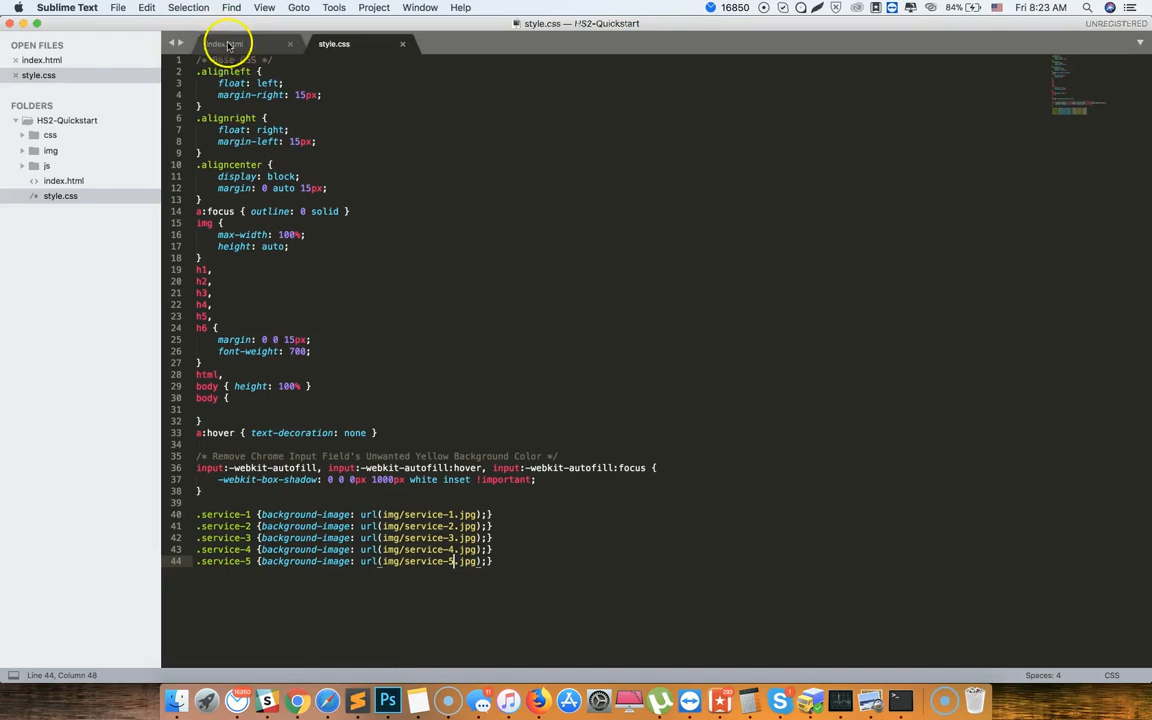 Sublime Text File Edit Selection Find View Goto Tools Project Window Help 16850 84% Fri 8:23 AM
style.css — HS2-Quickstart UNREGISTERED
OPEN FILES
index.html
style.css
FOLDERS
HS2-Quickstart
css
img
js
index.html
style.css
index.html style.css
1 /* Base CSS */
2 .alignleft {
3 float: left;
4 margin-right: 15px;
5 }
6 .alignright {
7 float: right;
8 margin-left: 15px;
9 }
10 .aligncenter {
11 display: block;
12 margin: 0 auto 15px;
13 }
14 a:focus { outline: 0 solid }
15 img {
16 max-width: 100%;
17 height: auto;
18 }
19 h1,
20 h2,
21 h3,
22 h4,
23 h5,
24 h6 {
25 margin: 0 0 15px;
26 font-weight: 700;
27 }
28 html,
29 body { height: 100% }
30 body {
31
32 }
33 a:hover { text-decoration: none }
34
35 /* Remove Chrome Input Field's Unwanted Yellow Background Color */
36 input:-webkit-autofill, input:-webkit-autofill:hover, input:-webkit-autofill:focus {
37 -webkit-box-shadow: 0 0 0px 1000px white inset !important;
38 }
39
40 .service-1 {background-image: url(img/service-1.jpg);}
41 .service-2 {background-image: url(img/service-2.jpg);}
42 .service-3 {background-image: url(img/service-3.jpg);}
43 .service-4 {background-image: url(img/service-4.jpg);}
44 .service-5 {background-image: url(img/service-5.jpg);}
Line 44, Column 48 Spaces: 4 CSS
16850 11 293 1
Ps